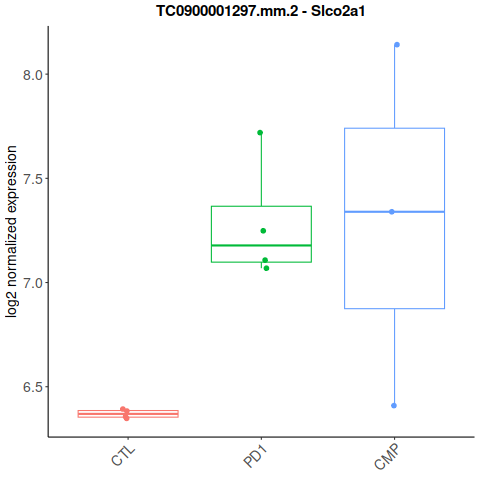 TC0900001297.mm.2 - Slco2a1
log2 normalized expression
8.0
7.5
7.0
6.5
CTL
PD1
CMP